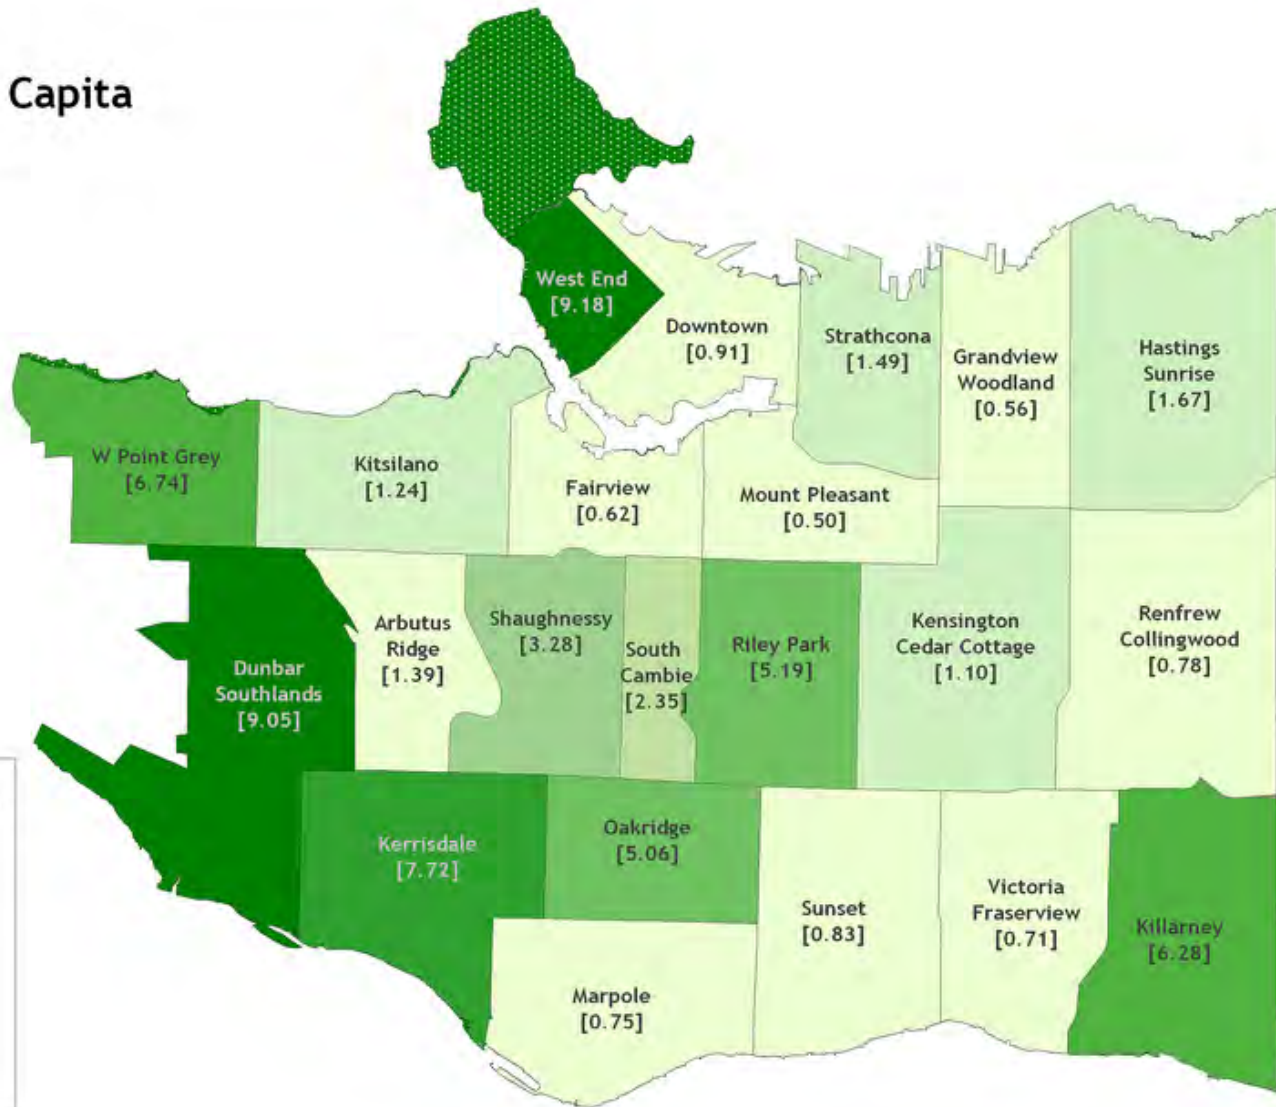 Capita
West End
[9.18]
Downtown
[0.91]
Strathcona
[1.49]
Grandview
Woodland
[0.56]
Hastings
Sunrise
[1.67]
W Point Grey
[6.74]
Kitsilano
[1.24]
Fairview
[0.62]
Mount Pleasant
[0.50]
Dunbar
Southlands
[9.05]
Arbutus
Ridge
[1.39]
Shaughnessy
[3.28]
South
Cambie
[2.35]
Riley Park
[5.19]
Kensington
Cedar Cottage
[1.10]
Renfrew
Collingwood
[0.78]
Kerrisdale
[7.72]
Oakridge
[5.06]
Marpole
[0.75]
Sunset
[0.83]
Victoria
Fraserview
[0.71]
Killarney
[6.28]